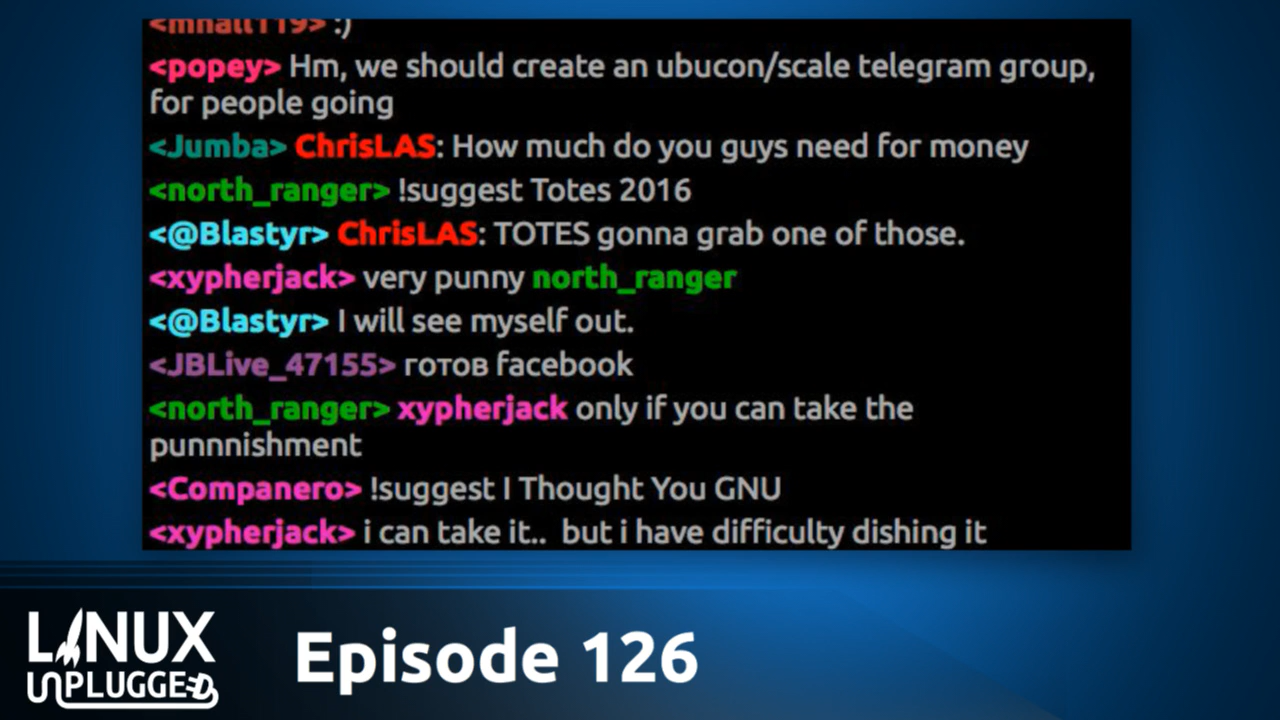 <mhall119> :)
<popey> Hm, we should create an ubucon/scale telegram group,
for people going
<Jumba> ChrisLAS: How much do you guys need for money
<north_ranger> !suggest Totes 2016
<@Blastyr> ChrisLAS: TOTES gonna grab one of those.
<xypherjack> very punny north_ranger
<@Blastyr> I will see myself out.
<JBLive_47155> готов facebook
<north_ranger> xypherjack only if you can take the
punnnishment
<Companero> !suggest I Thought You GNU
<xypherjack> i can take it..  but i have difficulty dishing it
LINUX
UNPLUGGED
Episode 126